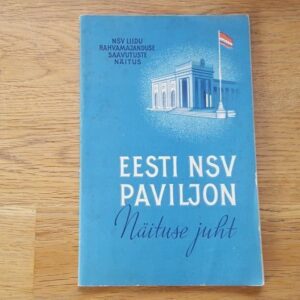 NSV LIIDU
RAHVAMAJANDUSE
SAAVUTUSTE
NÄITUS
EESTI NSV
PAVILJON
Näituse juht